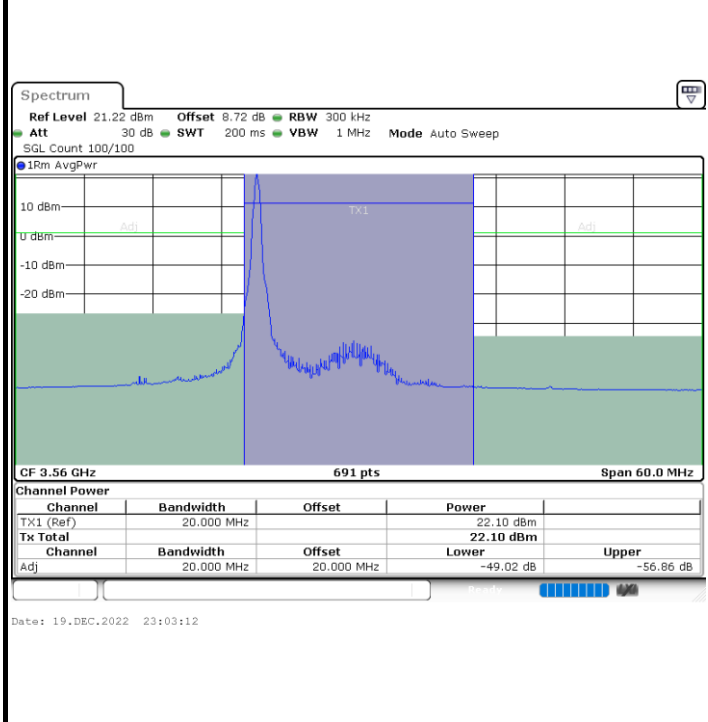 Spectrum
Ref Level 21.22 dBm Offset 8.72 dB RBW 300 kHz
Att 30 dB SWT 200 ms VBW 1 MHz Mode Auto Sweep
SGL Count 100/100
1Rm AvgPwr
10 dBm
TX1
Adj Adj
0 dBm
-10 dBm
-20 dBm
CF 3.56 GHz 691 pts Span 60.0 MHz
Channel Power
Channel Bandwidth Offset Power
TX1 (Ref) 20.000 MHz 22.10 dBm
Tx Total 22.10 dBm
Channel Bandwidth Offset Lower Upper
Adj 20.000 MHz 20.000 MHz -49.02 dB -56.86 dB
Ready
Date: 19.DEC.2022 23:03:12